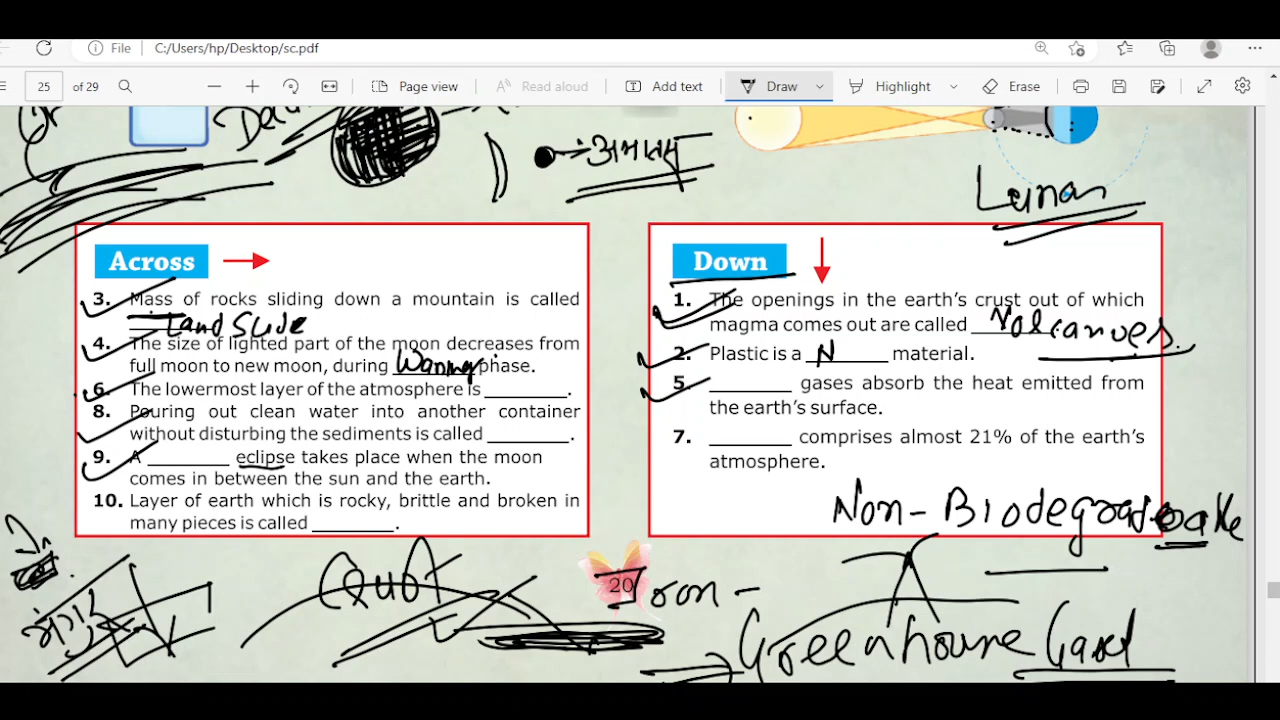 File C:/Users/hp/Desktop/sc.pdf
25 of 29 Page view Read aloud Add text Draw Highlight Erase
Lunar
Across
Down
3. Mass of rocks sliding down a mountain is called
Land Slide
4. The size of lighted part of the moon decreases from
full moon to new moon, during Waning phase.
6. The lowermost layer of the atmosphere is ________.
8. Pouring out clean water into another container
without disturbing the sediments is called ________.
9. A ________ eclipse takes place when the moon
comes in between the sun and the earth.
10. Layer of earth which is rocky, brittle and broken in
many pieces is called ________.
1. The openings in the earth's crust out of which
magma comes out are called Volcanoes.
2. Plastic is a N________ material.
5. ________ gases absorb the heat emitted from
the earth's surface.
7. ________ comprises almost 21% of the earth's
atmosphere.
20
Greenhouse